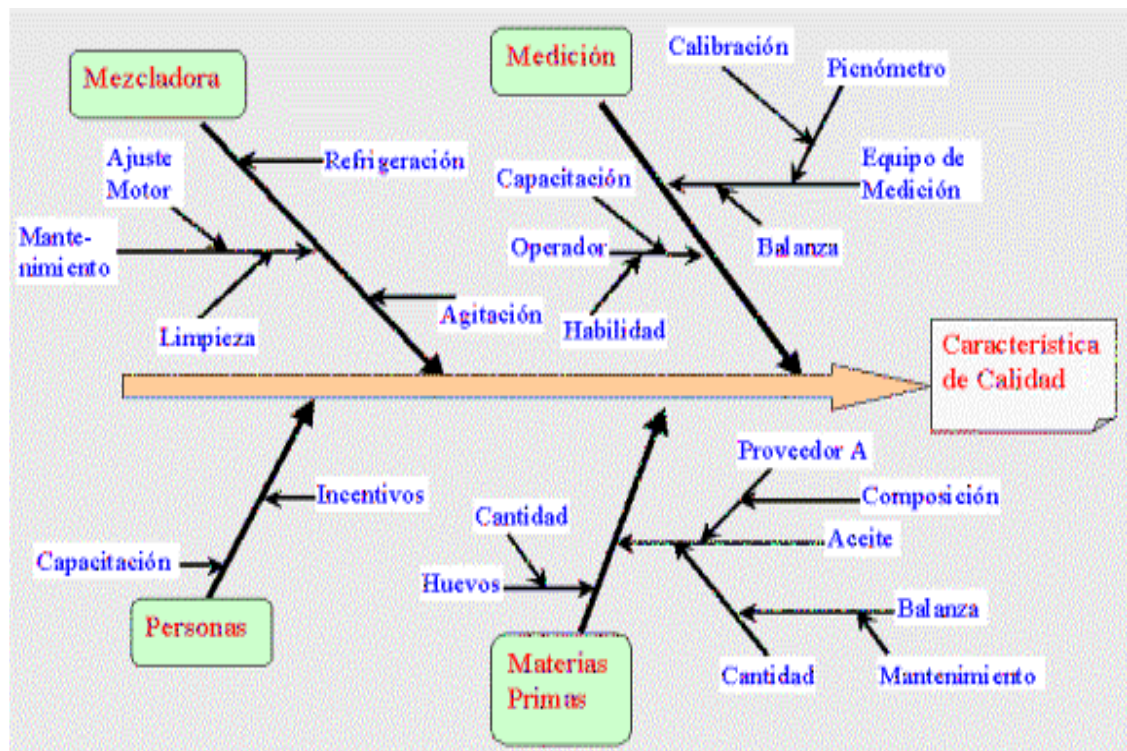 Mezcladora
Medición
Calibración
Picnómetro
Ajuste
Motor
Refrigeración
Capacitación
Equipo de
Medición
Mante-
nimiento
Operador
Balanza
Limpieza
Agitación
Habilidad
Característica
de Calidad
Proveedor A
Incentivos
Cantidad
Composición
Capacitación
Aceite
Huevos
Personas
Balanza
Materias
Primas
Cantidad
Mantenimiento